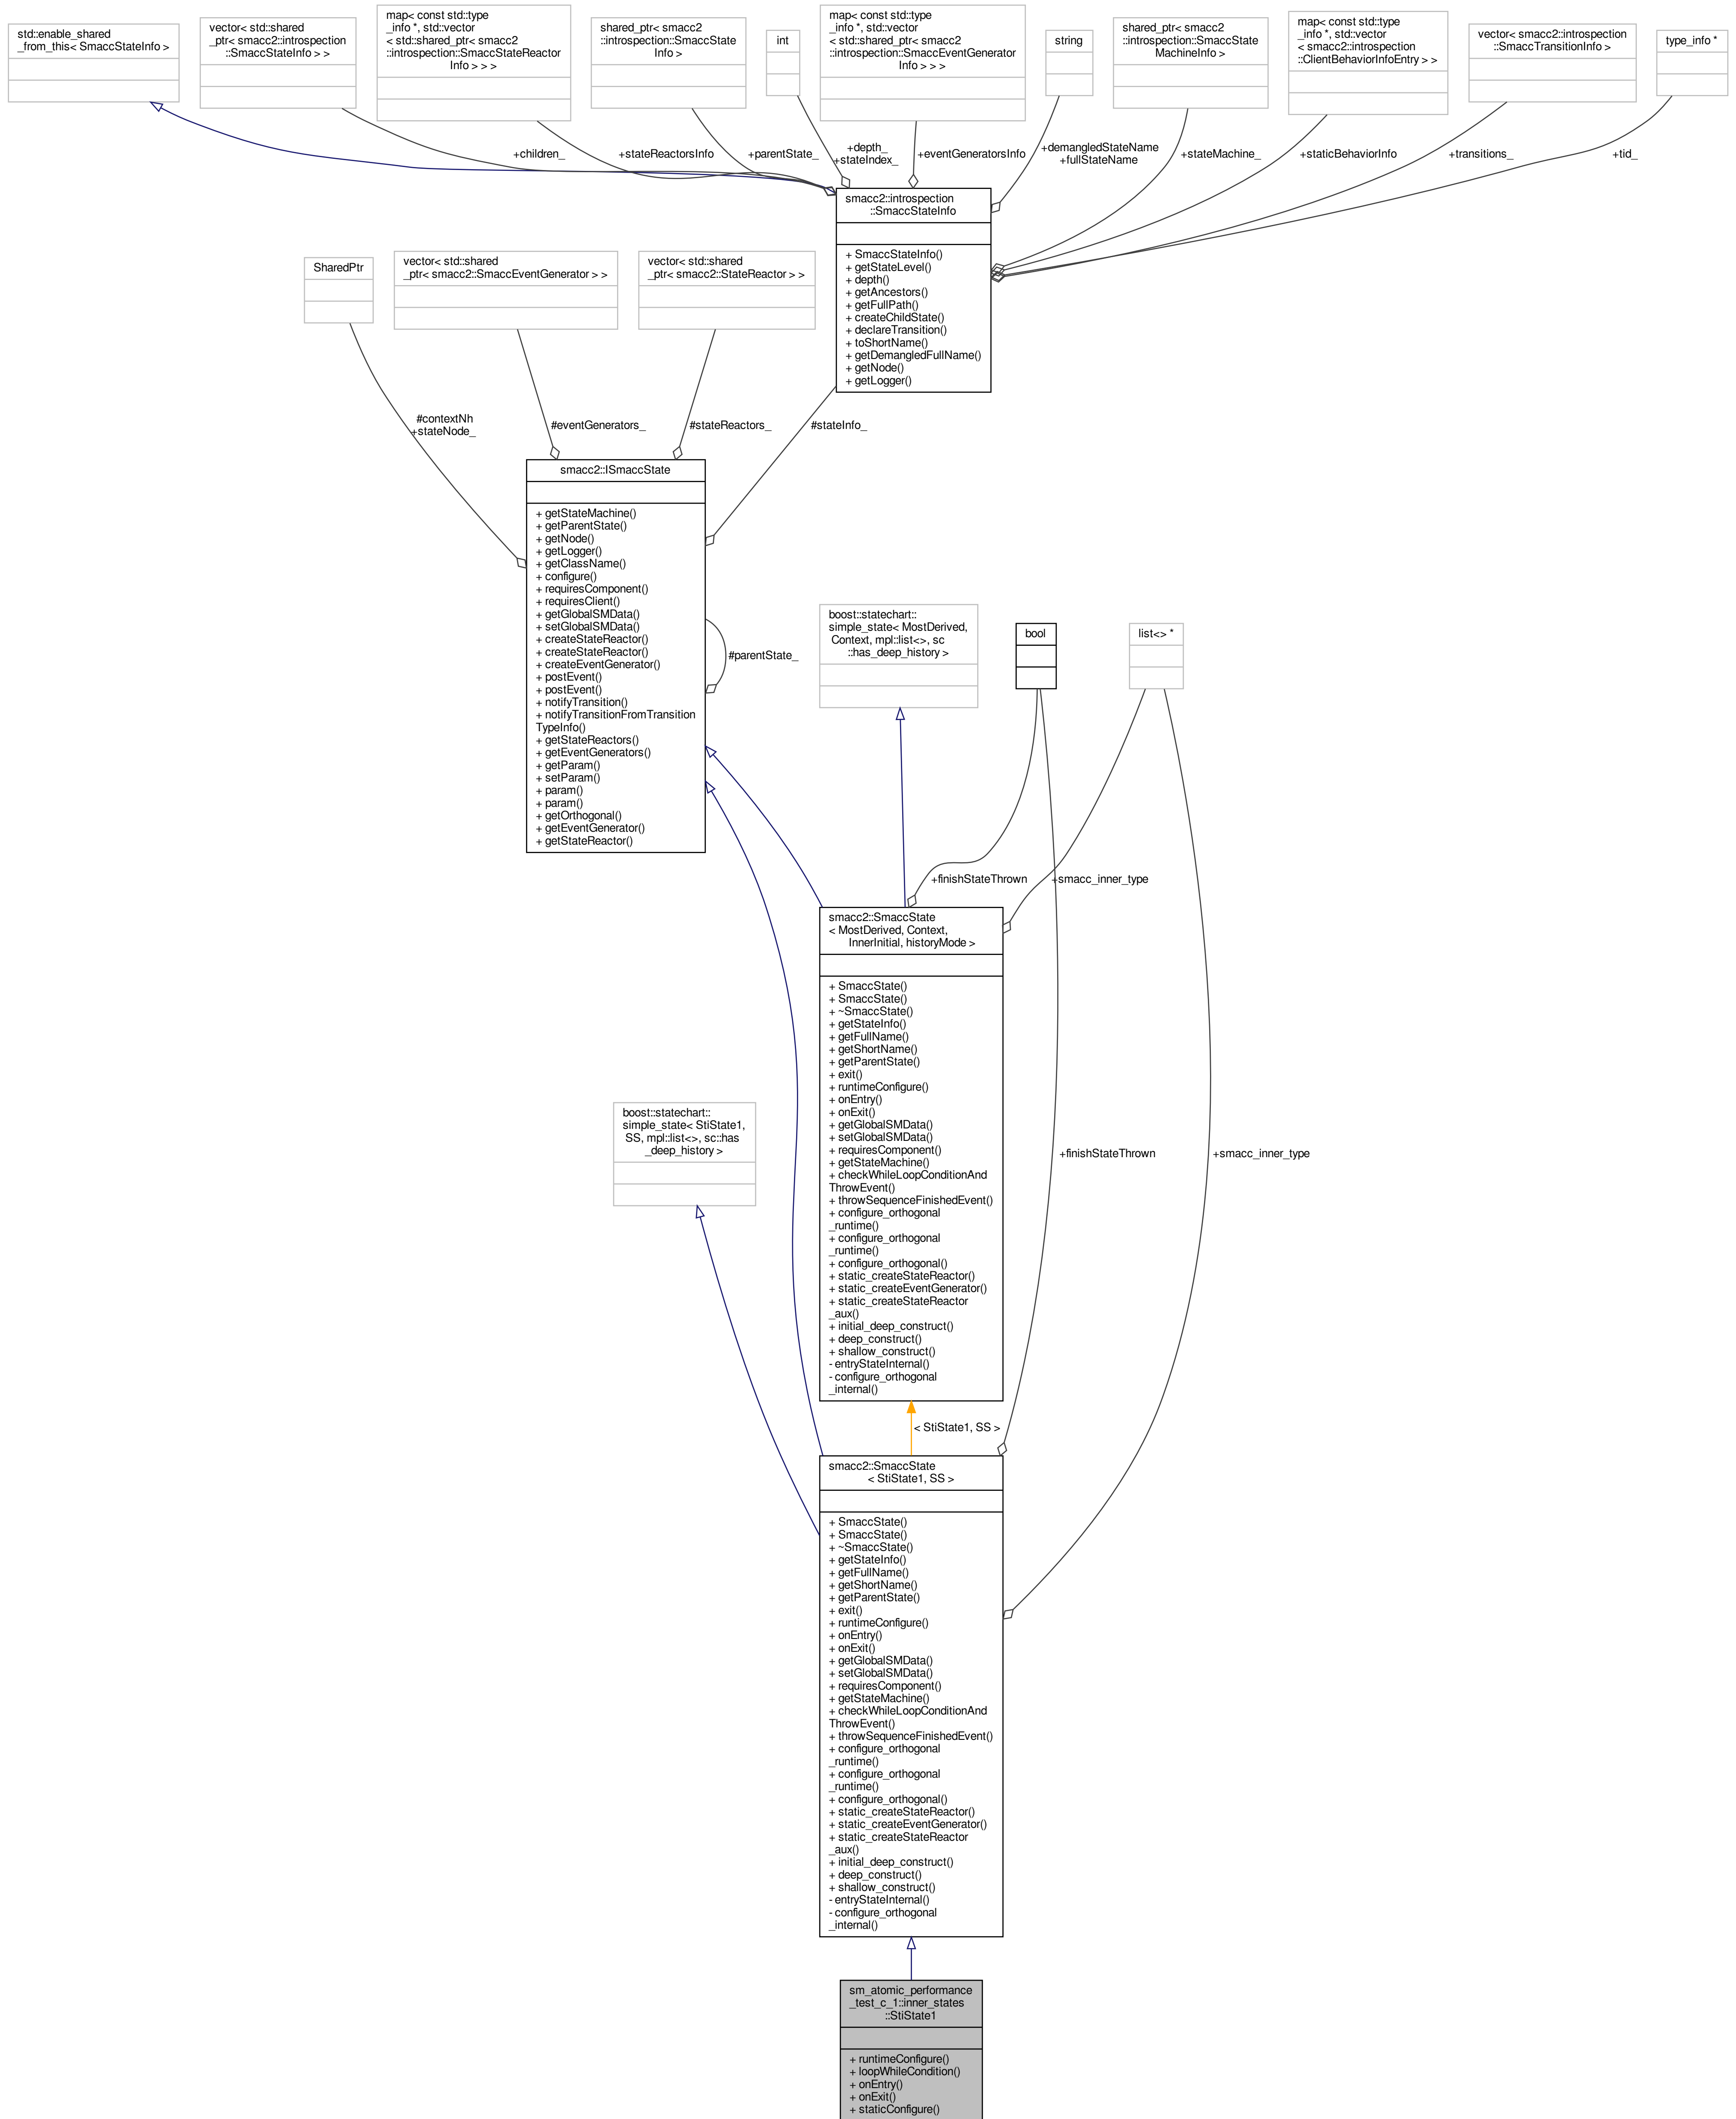 std::enable_shared
_from_this< SmaccStateInfo >
vector< std::shared
_ptr< smacc2::introspection
::SmaccStateInfo > >
map< const std::type
_info *, std::vector
< std::shared_ptr< smacc2
::introspection::SmaccStateReactor
Info > > >
shared_ptr< smacc2
::introspection::SmaccState
Info >
int
map< const std::type
_info *, std::vector
< std::shared_ptr< smacc2
::introspection::SmaccEventGenerator
Info > > >
string
shared_ptr< smacc2
::introspection::SmaccState
MachineInfo >
map< const std::type
_info *, std::vector
< smacc2::introspection
::ClientBehaviorInfoEntry > >
vector< smacc2::introspection
::SmaccTransitionInfo >
type_info *
+children_
+stateReactorsInfo
+parentState_
+depth_
+stateIndex_
+eventGeneratorsInfo
+demangledStateName
+fullStateName
+stateMachine_
+staticBehaviorInfo
+transitions_
+tid_
smacc2::introspection
::SmaccStateInfo
+ SmaccStateInfo()
+ getStateLevel()
+ depth()
+ getAncestors()
+ getFullPath()
+ createChildState()
+ declareTransition()
+ toShortName()
+ getDemangledFullName()
+ getNode()
+ getLogger()
SharedPtr
vector< std::shared
_ptr< smacc2::SmaccEventGenerator > >
vector< std::shared
_ptr< smacc2::StateReactor > >
#contextNh
+stateNode_
#eventGenerators_
#stateReactors_
#stateInfo_
smacc2::ISmaccState
+ getStateMachine()
+ getParentState()
+ getNode()
+ getLogger()
+ getClassName()
+ configure()
+ requiresComponent()
+ requiresClient()
+ getGlobalSMData()
+ setGlobalSMData()
+ createStateReactor()
+ createStateReactor()
+ createEventGenerator()
+ postEvent()
+ postEvent()
+ notifyTransition()
+ notifyTransitionFromTransition
TypeInfo()
+ getStateReactors()
+ getEventGenerators()
+ getParam()
+ setParam()
+ param()
+ param()
+ getOrthogonal()
+ getEventGenerator()
+ getStateReactor()
#parentState_
boost::statechart::
simple_state< MostDerived,
Context, mpl::list<>, sc
::has_deep_history >
bool
list<> *
+finishStateThrown
+smacc_inner_type
smacc2::SmaccState
< MostDerived, Context,
InnerInitial, historyMode >
+ SmaccState()
+ SmaccState()
+ ~SmaccState()
+ getStateInfo()
+ getFullName()
+ getShortName()
+ getParentState()
+ exit()
+ runtimeConfigure()
+ onEntry()
+ onExit()
+ getGlobalSMData()
+ setGlobalSMData()
+ requiresComponent()
+ getStateMachine()
+ checkWhileLoopConditionAnd
ThrowEvent()
+ throwSequenceFinishedEvent()
+ configure_orthogonal
_runtime()
+ configure_orthogonal
_runtime()
+ configure_orthogonal()
+ static_createStateReactor()
+ static_createEventGenerator()
+ static_createStateReactor
_aux()
+ initial_deep_construct()
+ deep_construct()
+ shallow_construct()
- entryStateInternal()
- configure_orthogonal
_internal()
boost::statechart::
simple_state< StiState1,
SS, mpl::list<>, sc::has
_deep_history >
+finishStateThrown
+smacc_inner_type
< StiState1, SS >
smacc2::SmaccState
< StiState1, SS >
+ SmaccState()
+ SmaccState()
+ ~SmaccState()
+ getStateInfo()
+ getFullName()
+ getShortName()
+ getParentState()
+ exit()
+ runtimeConfigure()
+ onEntry()
+ onExit()
+ getGlobalSMData()
+ setGlobalSMData()
+ requiresComponent()
+ getStateMachine()
+ checkWhileLoopConditionAnd
ThrowEvent()
+ throwSequenceFinishedEvent()
+ configure_orthogonal
_runtime()
+ configure_orthogonal
_runtime()
+ configure_orthogonal()
+ static_createStateReactor()
+ static_createEventGenerator()
+ static_createStateReactor
_aux()
+ initial_deep_construct()
+ deep_construct()
+ shallow_construct()
- entryStateInternal()
- configure_orthogonal
_internal()
sm_atomic_performance
_test_c_1::inner_states
::StiState1
+ runtimeConfigure()
+ loopWhileCondition()
+ onEntry()
+ onExit()
+ staticConfigure()